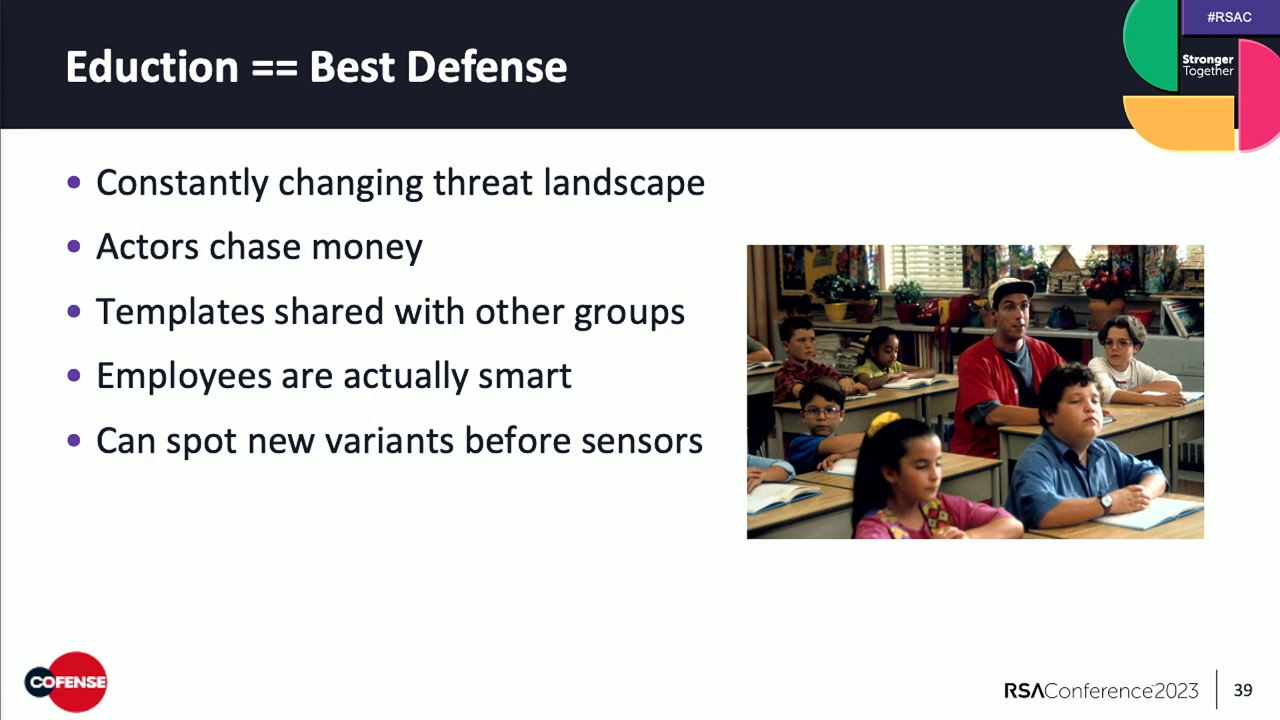 Eduction == Best Defense
#RSAC
Stronger
Together
• Constantly changing threat landscape
• Actors chase money
• Templates shared with other groups
• Employees are actually smart
• Can spot new variants before sensors
COFENSE
RSAConference™2023
39